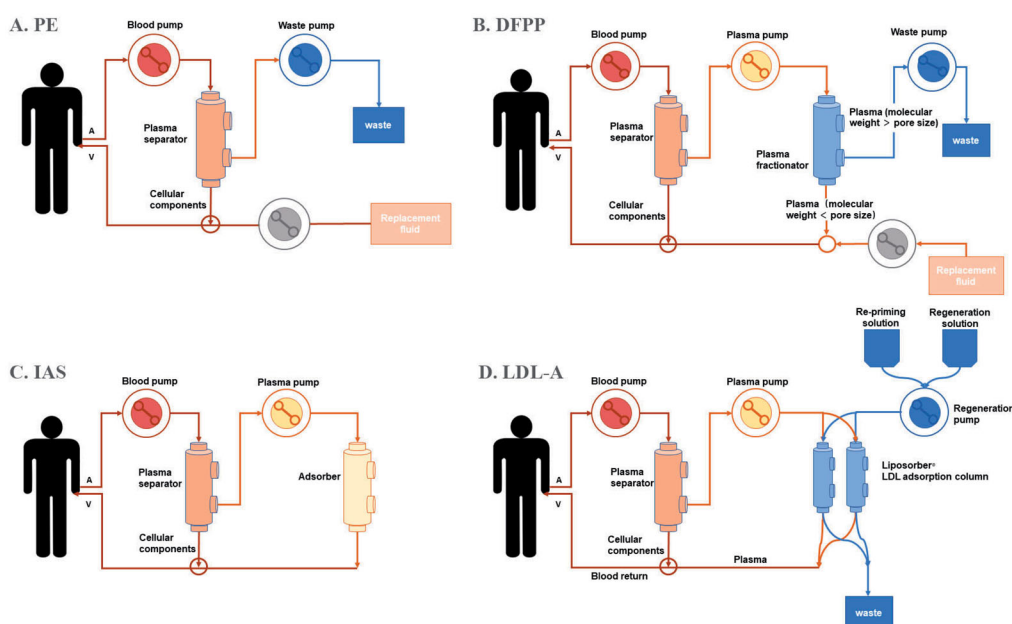 A. PE
Blood pump
Waste pump
Plasma
separator
waste
A
V
Cellular
components
Replacement
fluid
B. DFPP
Blood pump
Plasma pump
Waste pump
Plasma
separator
Plasma (molecular
weight > pore size)
Plasma
fractionator
waste
A
V
Cellular
components
Plasma (molecular
weight < pore size)
Replacement
fluid
C. IAS
Blood pump
Plasma pump
Plasma
separator
Adsorber
A
V
Cellular
components
D. LDL-A
Re-priming
solution
Regeneration
solution
Blood pump
Plasma pump
Regeneration
pump
Plasma
separator
Liposorber®
LDL adsorption column
A
V
Cellular
components
Blood return
Plasma
waste